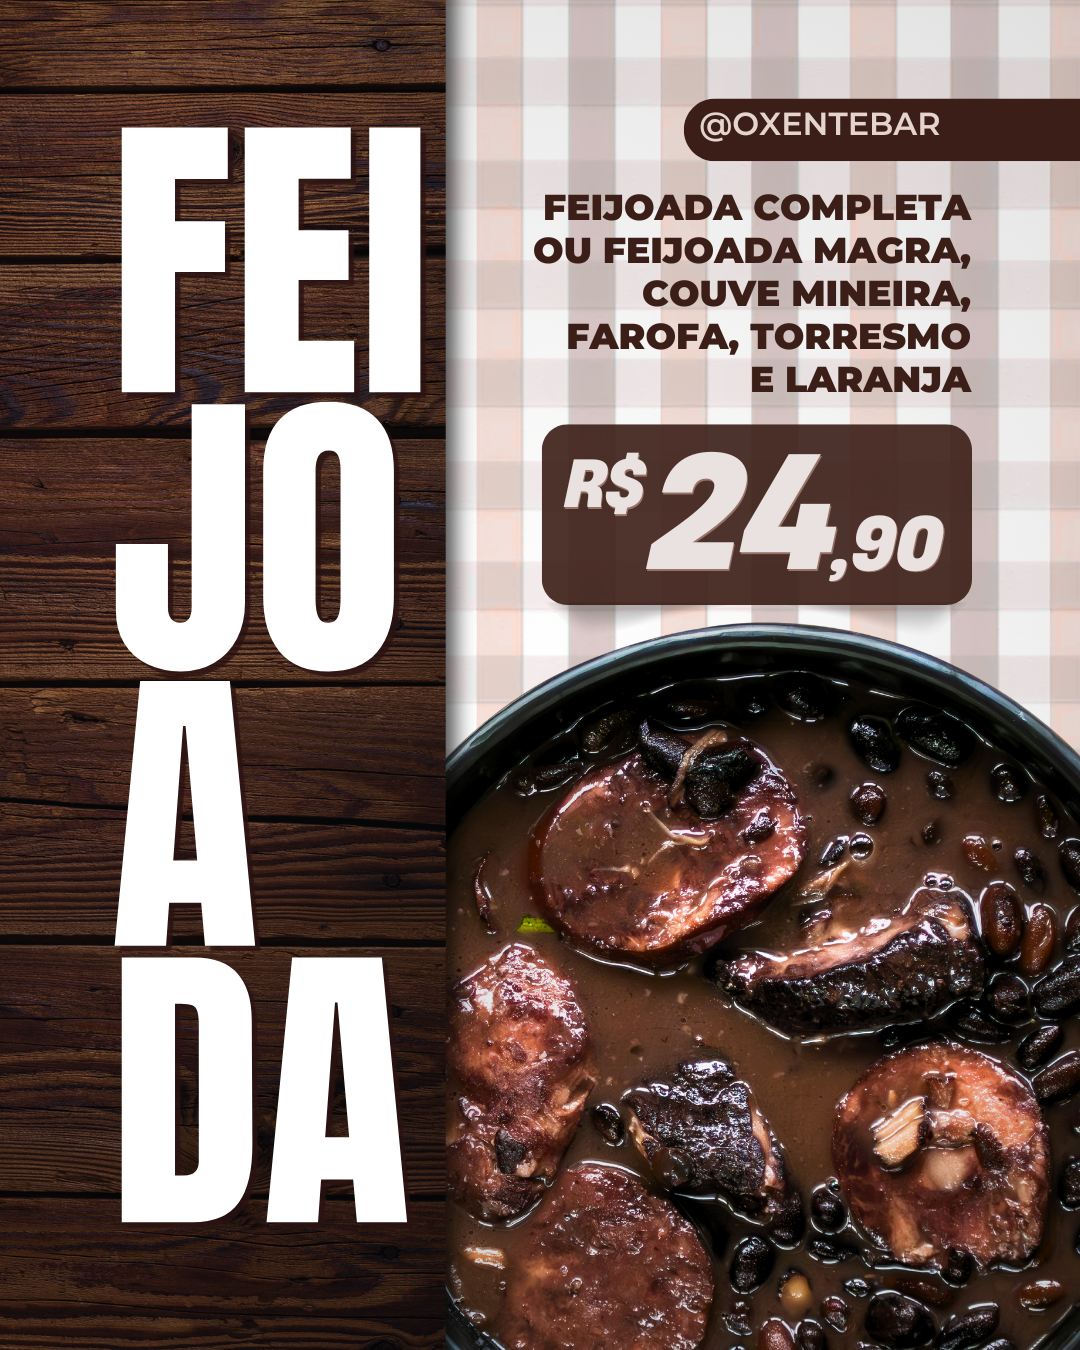 FEI
JO
A
DA
@OXENTEBAR
FEIJOADA COMPLETA
OU FEIJOADA MAGRA,
COUVE MINEIRA,
FAROFA, TORRESMO
E LARANJA
R$ 24,90